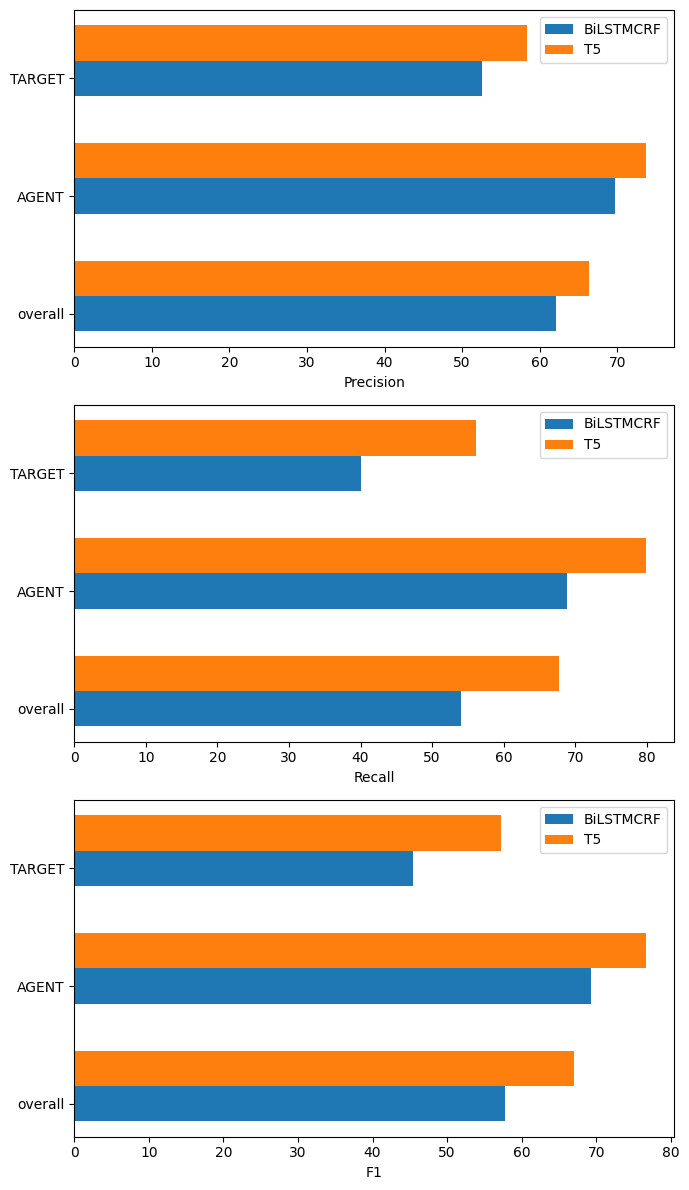 BiLSTMCRF
T5
TARGET
AGENT
overall
0 10 20 30 40 50 60 70
Precision
BiLSTMCRF
T5
TARGET
AGENT
overall
0 10 20 30 40 50 60 70 80
Recall
BiLSTMCRF
T5
TARGET
AGENT
overall
0 10 20 30 40 50 60 70 80
F1